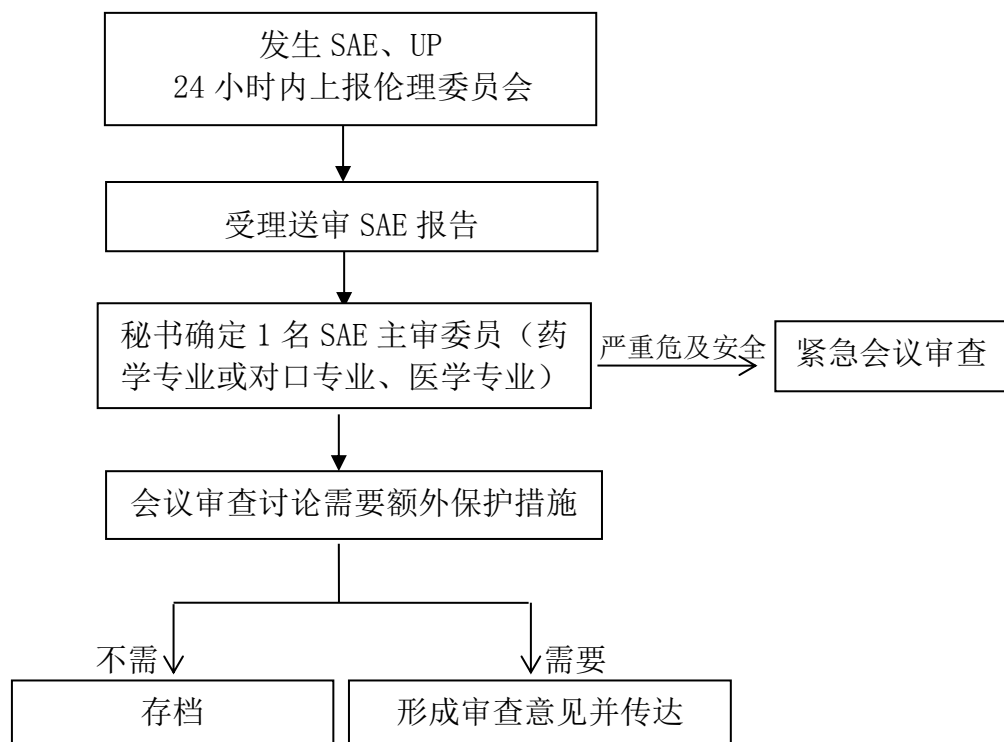 发生 SAE、UP
24 小时内上报伦理委员会
受理送审 SAE 报告
秘书确定 1 名 SAE 主审委员（药
学专业或对口专业、医学专业）
严重危及安全
紧急会议审查
会议审查讨论需要额外保护措施
不需
需要
存档
形成审查意见并传达